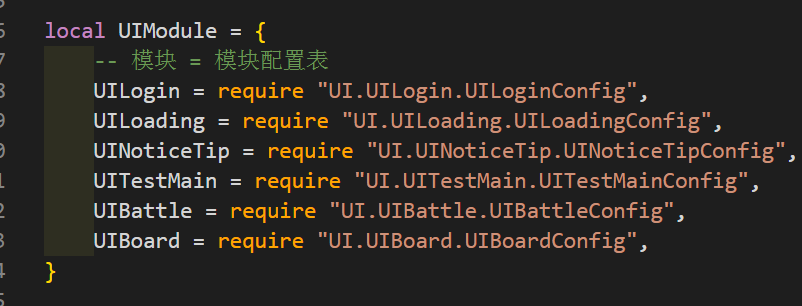 local UIModule = {
-- 模块 = 模块配置表
UILogin = require "UI.UILogin.UILoginConfig",
UILoading = require "UI.UILoading.UILoadingConfig",
UINoticeTip = require "UI.UINoticeTip.UINoticeTipConfig",
UITestMain = require "UI.UITestMain.UITestMainConfig",
UIBattle = require "UI.UIBattle.UIBattleConfig",
UIBoard = require "UI.UIBoard.UIBoardConfig",
}